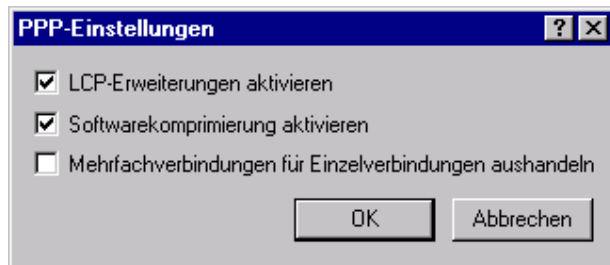 PPP-Einstellungen
LCP-Erweiterungen aktivieren
Softwarekomprimierung aktivieren
Mehrfachverbindungen für Einzelverbindungen aushandeln
OK Abbrechen